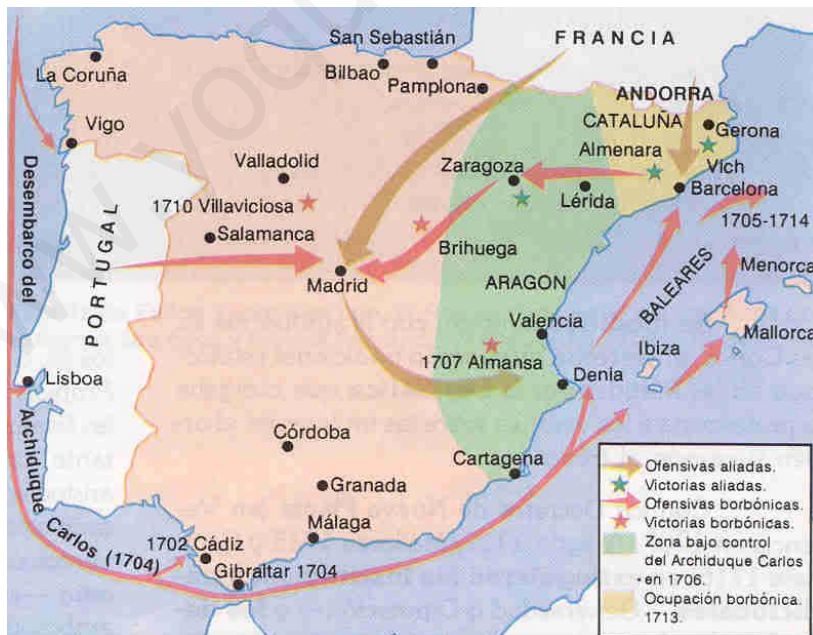 San Sebastián
FRANCIA
La Coruña
Bilbao
Pamplona
ANDORRA
CATALUÑA
Gerona
Vigo
Almenara
Vich
Valladolid
Zaragoza
Lérida
Barcelona
1710 Villaviciosa
1705-1714
Salamanca
Brihuega
Menorca
PORTUGAL
Madrid
ARAGON
BALEARES
Mallorca
Valencia
Ibiza
1707 Almansa
Denia
Lisboa
Desembarco del
Archiduque
Carlos (1704)
Córdoba
Cartagena
Granada
Málaga
1702
Cádiz
Gibraltar 1704
Ofensivas aliadas.
Victorias aliadas.
Ofensivas borbónicas.
Victorias borbónicas.
Zona bajo control
del Archiduque Carlos
en 1706.
Ocupación borbónica.
1713.